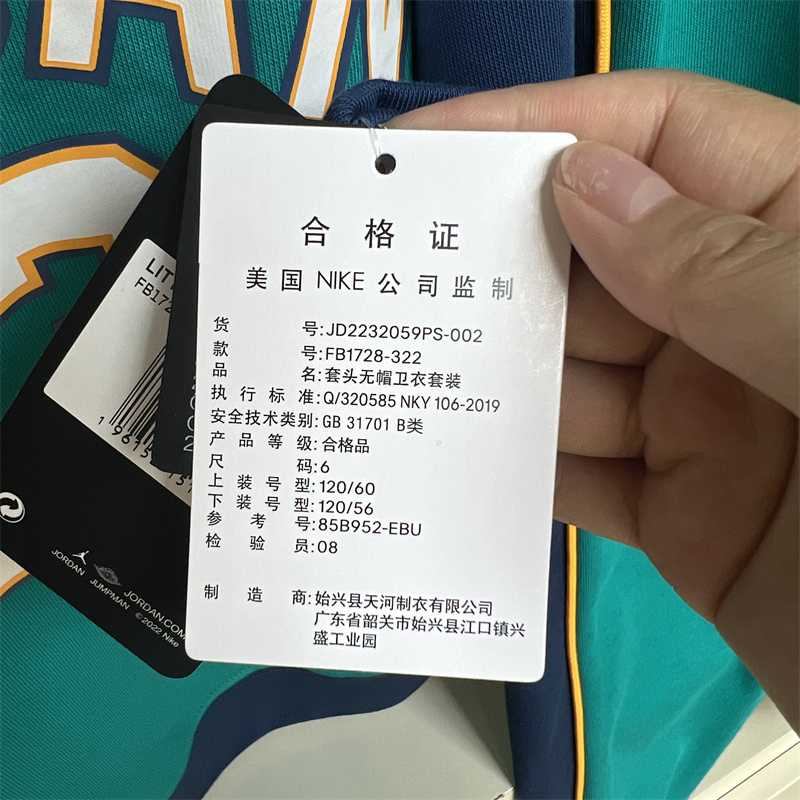 合格证
美国 NIKE 公司监制
货号:JD2232059PS-002
款号:FB1728-322
品名:套头无帽卫衣套装
执行标准:Q/320585 NKY 106-2019
安全技术类别:GB 31701 B类
产品等级:合格品
尺码:6
上装号型:120/60
下装号型:120/56
参考号:85B952-EBU
检验员:08
制造商:始兴县天河制衣有限公司
广东省韶关市始兴县江口镇兴
盛工业园
JORDAN
JUMPMAN
JORDAN.COM
©2022 Nike